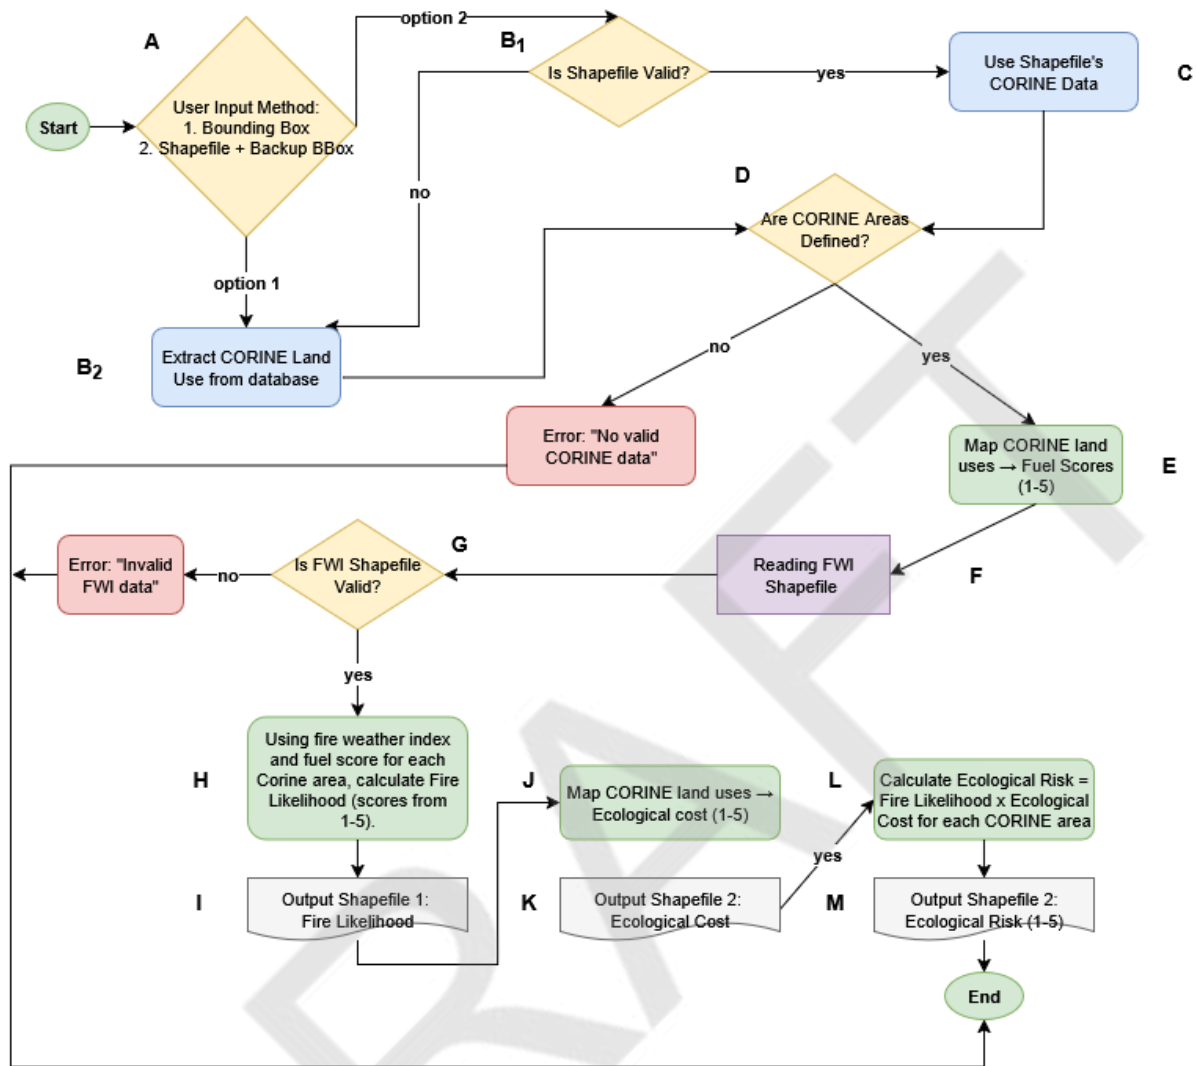 option 2
A
B1
Is Shapefile Valid?
yes
Use Shapefile's
CORINE Data
C
Start
User Input Method:
1. Bounding Box
2. Shapefile + Backup BBox
no
D
Are CORINE Areas
Defined?
option 1
B2
Extract CORINE Land
Use from database
no
yes
Error: "No valid
CORINE data"
Map CORINE land
uses → Fuel Scores
(1-5)
E
Error: "Invalid
FWI data"
no
Is FWI Shapefile
Valid?
G
Reading FWI
Shapefile
F
yes
H
Using fire weather index
and fuel score for each
Corine area, calculate Fire
Likelihood (scores from
1-5).
J
Map CORINE land uses →
Ecological cost (1-5)
L
Calculate Ecological Risk =
Fire Likelihood x Ecological
Cost for each CORINE area
yes
I
Output Shapefile 1:
Fire Likelihood
K
Output Shapefile 2:
Ecological Cost
M
Output Shapefile 2:
Ecological Risk (1-5)
End
DRAFT